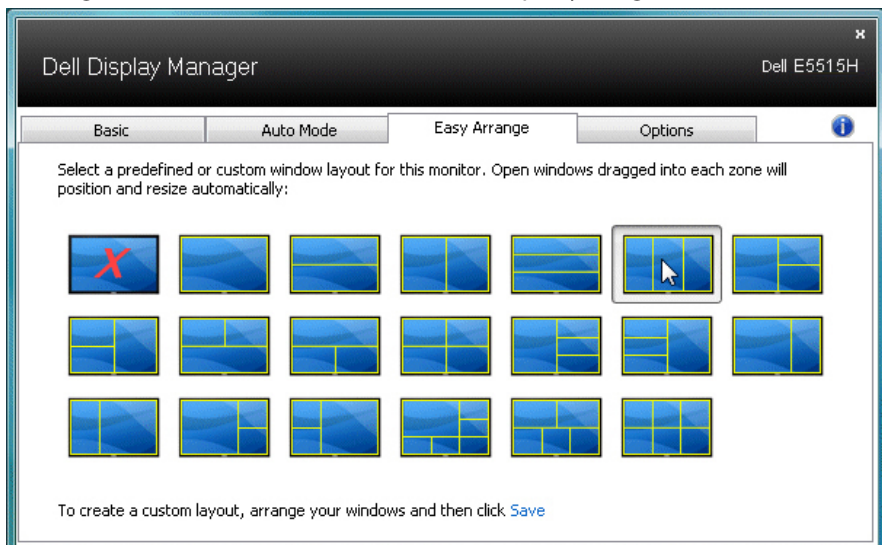 Dell Display Manager
Dell E5515H
Basic
Auto Mode
Easy Arrange
Options
Select a predefined or custom window layout for this monitor. Open windows dragged into each zone will
position and resize automatically:
To create a custom layout, arrange your windows and then click Save